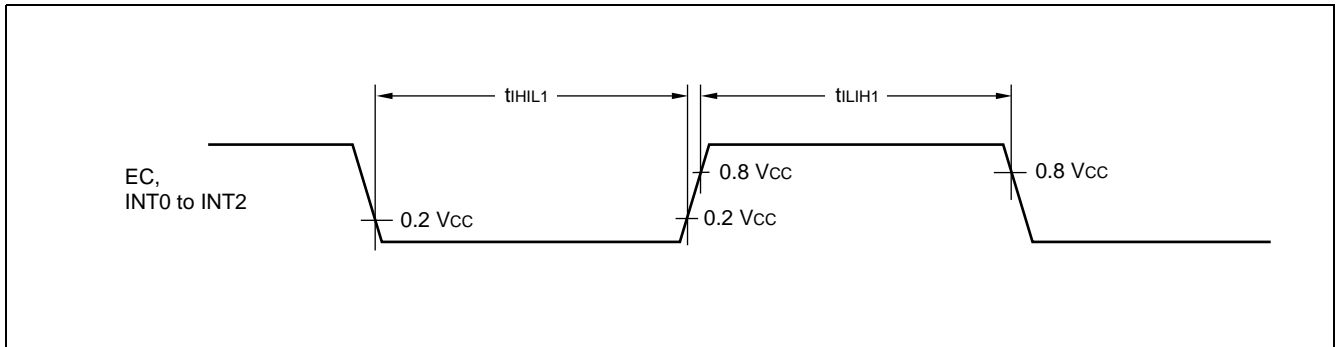 tIHIL1
tILIH1
EC,
INT0 to INT2
0.8 VCC
0.8 VCC
0.2 VCC
0.2 VCC